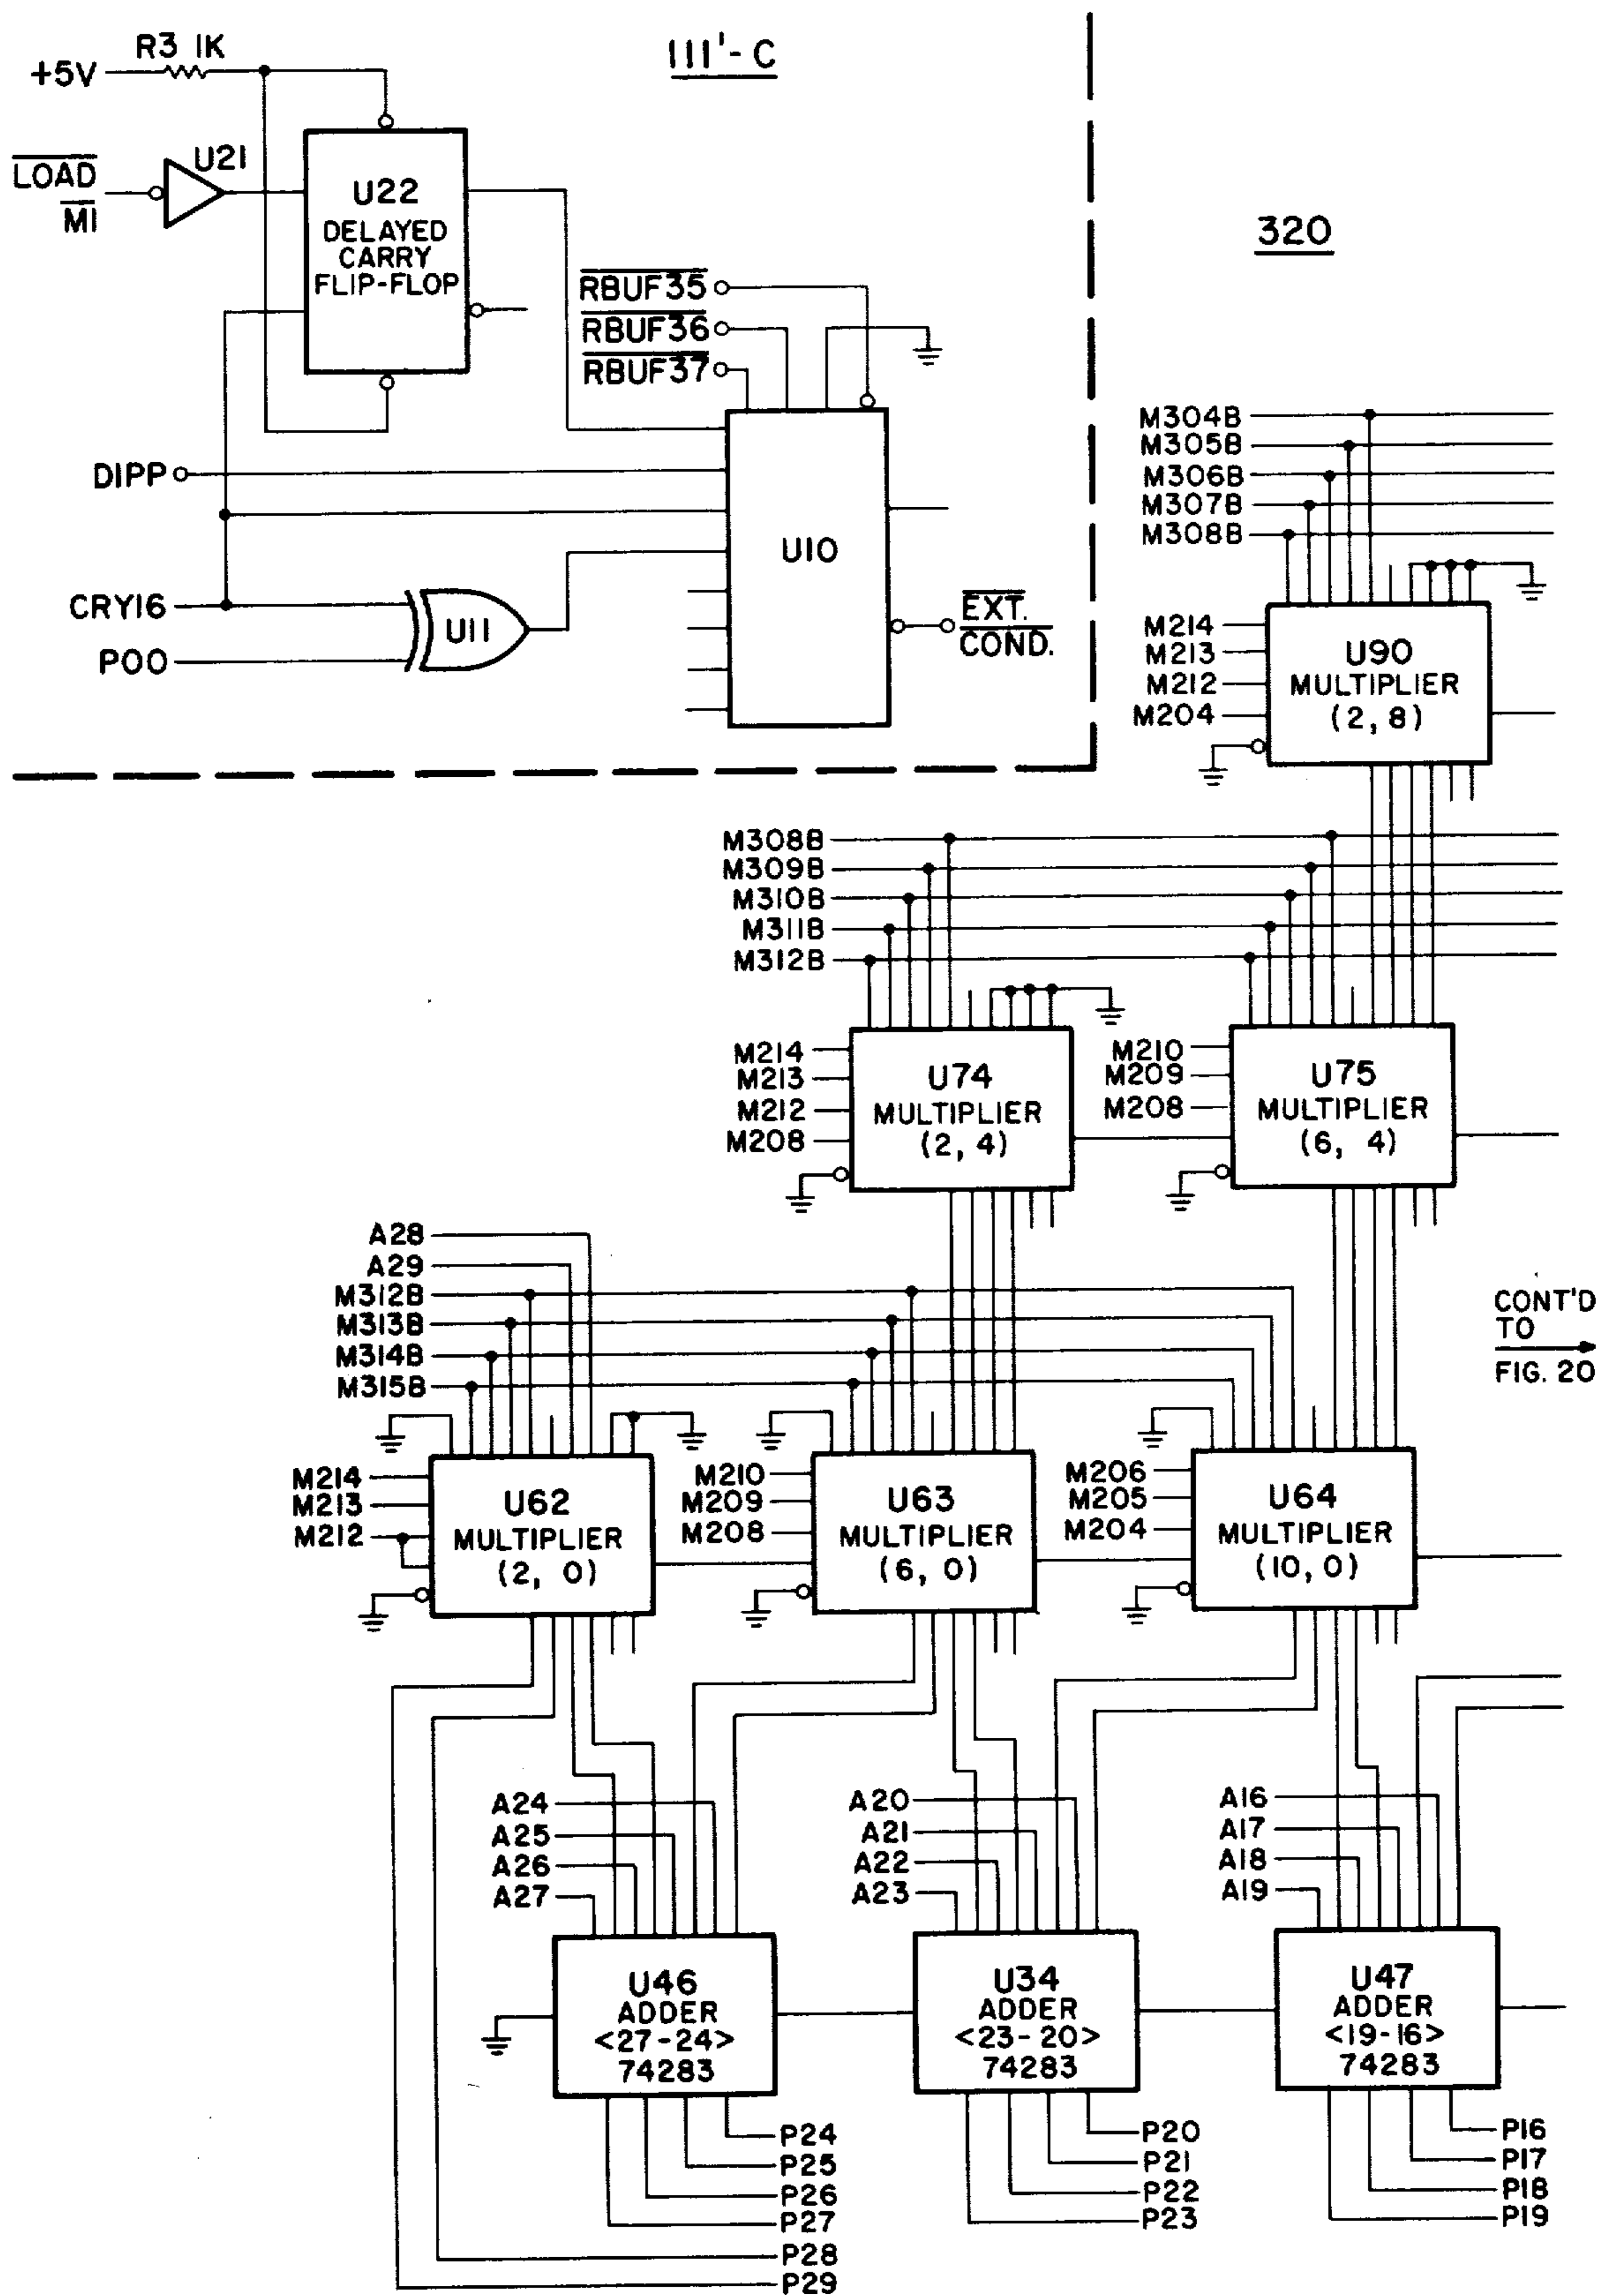 R3 1K
+5V
111'-C
LOAD
M1
U21
U22
DELAYED
CARRY
FLIP-FLOP
RBUF35
RBUF36
RBUF37
DIPP
CRY16
P00
U11
U10
EXT.
COND.
320
M304B
M305B
M306B
M307B
M308B
M214
M213
M212
M204
U90
MULTIPLIER
(2, 8)
M308B
M309B
M310B
M311B
M312B
M214
M213
M212
M208
U74
MULTIPLIER
(2, 4)
M210
M209
M208
U75
MULTIPLIER
(6, 4)
A28
A29
M312B
M313B
M314B
M315B
CONT'D
TO
FIG. 20
M214
M213
M212
U62
MULTIPLIER
(2, 0)
M210
M209
M208
U63
MULTIPLIER
(6, 0)
M206
M205
M204
U64
MULTIPLIER
(10, 0)
A24
A25
A26
A27
A20
A21
A22
A23
A16
A17
A18
A19
U46
ADDER
<27-24>
74283
U34
ADDER
<23-20>
74283
U47
ADDER
<19-16>
74283
P24
P25
P26
P27
P28
P29
P20
P21
P22
P23
P16
P17
P18
P19